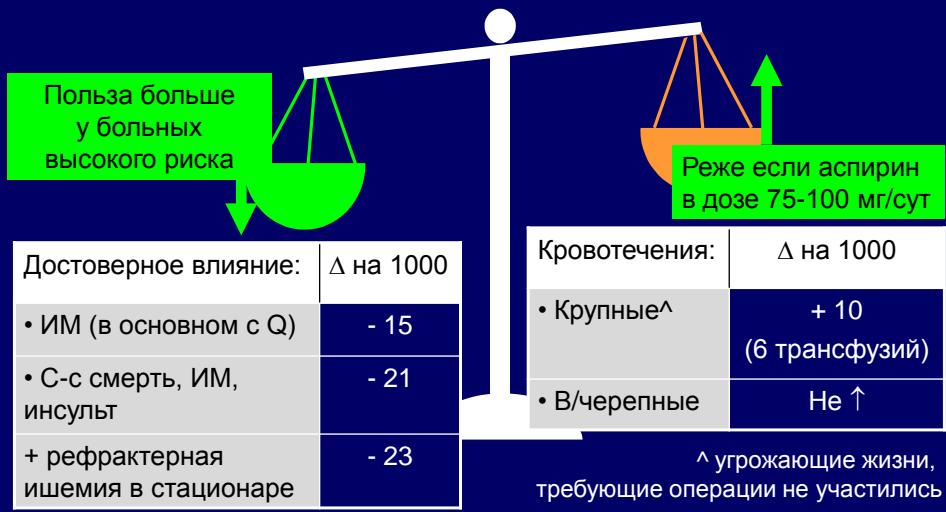 Польза больше
у больных
высокого риска
Реже если аспирин
в дозе 75-100 мг/сут
Достоверное влияние: ∆ на 1000
• ИМ (в основном с Q) - 15
• С-с смерть, ИМ,
инсульт - 21
+ рефрактерная
ишемия в стационаре - 23
Кровотечения: ∆ на 1000
• Крупные^ + 10
(6 трансфузий)
• В/черепные Не ↑
^ угрожающие жизни,
требующие операции не участились